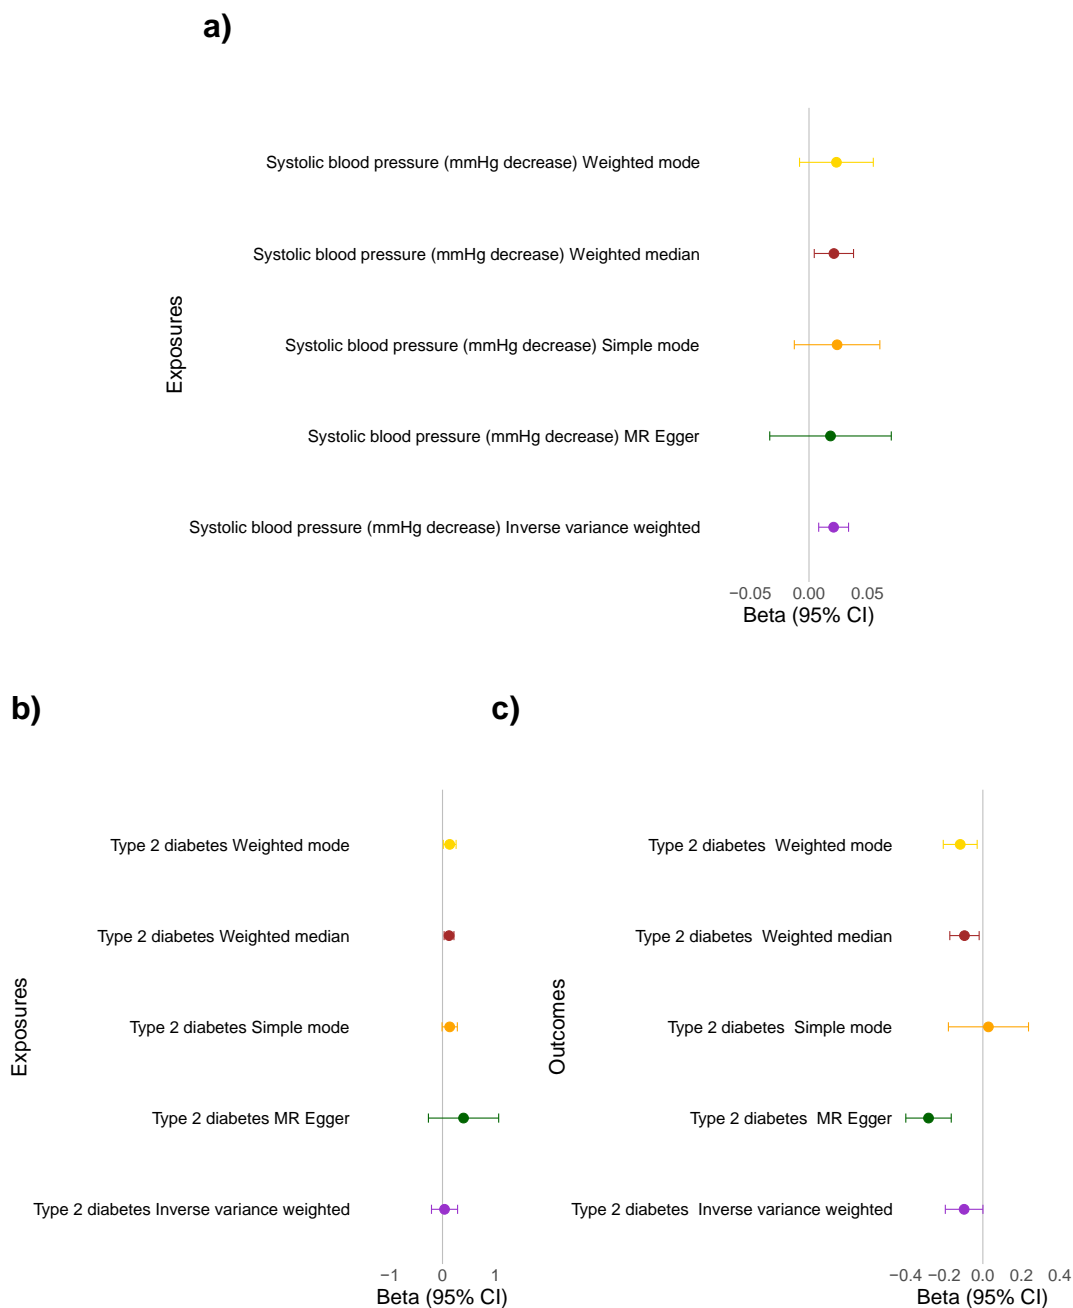 a)
Systolic blood pressure (mmHg decrease) Weighted mode
Systolic blood pressure (mmHg decrease) Weighted median
Systolic blood pressure (mmHg decrease) Simple mode
Systolic blood pressure (mmHg decrease) MR Egger
Systolic blood pressure (mmHg decrease) Inverse variance weighted
Exposures
−0.05 0.00 0.05
Beta (95% CI)
b)
Type 2 diabetes Weighted mode
Type 2 diabetes Weighted median
Type 2 diabetes Simple mode
Type 2 diabetes MR Egger
Type 2 diabetes Inverse variance weighted
Exposures
−1 0 1
Beta (95% CI)
c)
Type 2 diabetes  Weighted mode
Type 2 diabetes  Weighted median
Type 2 diabetes  Simple mode
Type 2 diabetes  MR Egger
Type 2 diabetes  Inverse variance weighted
Outcomes
−0.4 −0.2 0.0 0.2 0.4
Beta (95% CI)